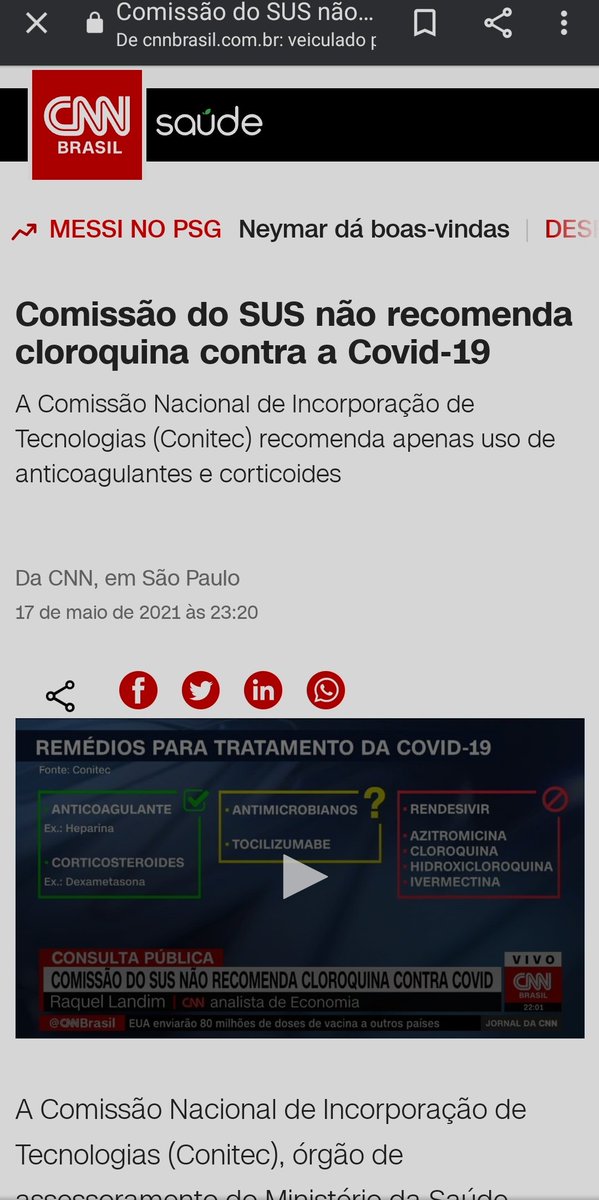 Comissão do SUS não...
De cnnbrasil.com.br: veiculado p
CNN
BRASIL
saúde
MESSI NO PSG Neymar dá boas-vindas | DESI
Comissão do SUS não recomenda
cloroquina contra a Covid-19
A Comissão Nacional de Incorporação de
Tecnologias (Conitec) recomenda apenas uso de
anticoagulantes e corticoides
Da CNN, em São Paulo
17 de maio de 2021 às 23:20
REMÉDIOS PARA TRATAMENTO DA COVID-19
Fonte: Conitec
ANTICOAGULANTE
Ex.: Heparina
· CORTICOSTEROIDES
Ex.: Dexametasona
· ANTIMICROBIANOS ?
· TOCILIZUMABE
· RENDESIVIR
· AZITROMICINA
· CLOROQUINA
· HIDROXICLOROQUINA
· IVERMECTINA
CONSULTA PÚBLICA
COMISSÃO DO SUS NÃO RECOMENDA CLOROQUINA CONTRA COVID
Raquel Landim | CNN analista de Economia
@CNNBrasil EUA enviarão 80 milhões de doses de vacina a outros países
VIVO
CNN
BRASIL
22:01
JORNAL DA CNN
A Comissão Nacional de Incorporação de
Tecnologias (Conitec), órgão de
assessoramento do Ministério da Saúde